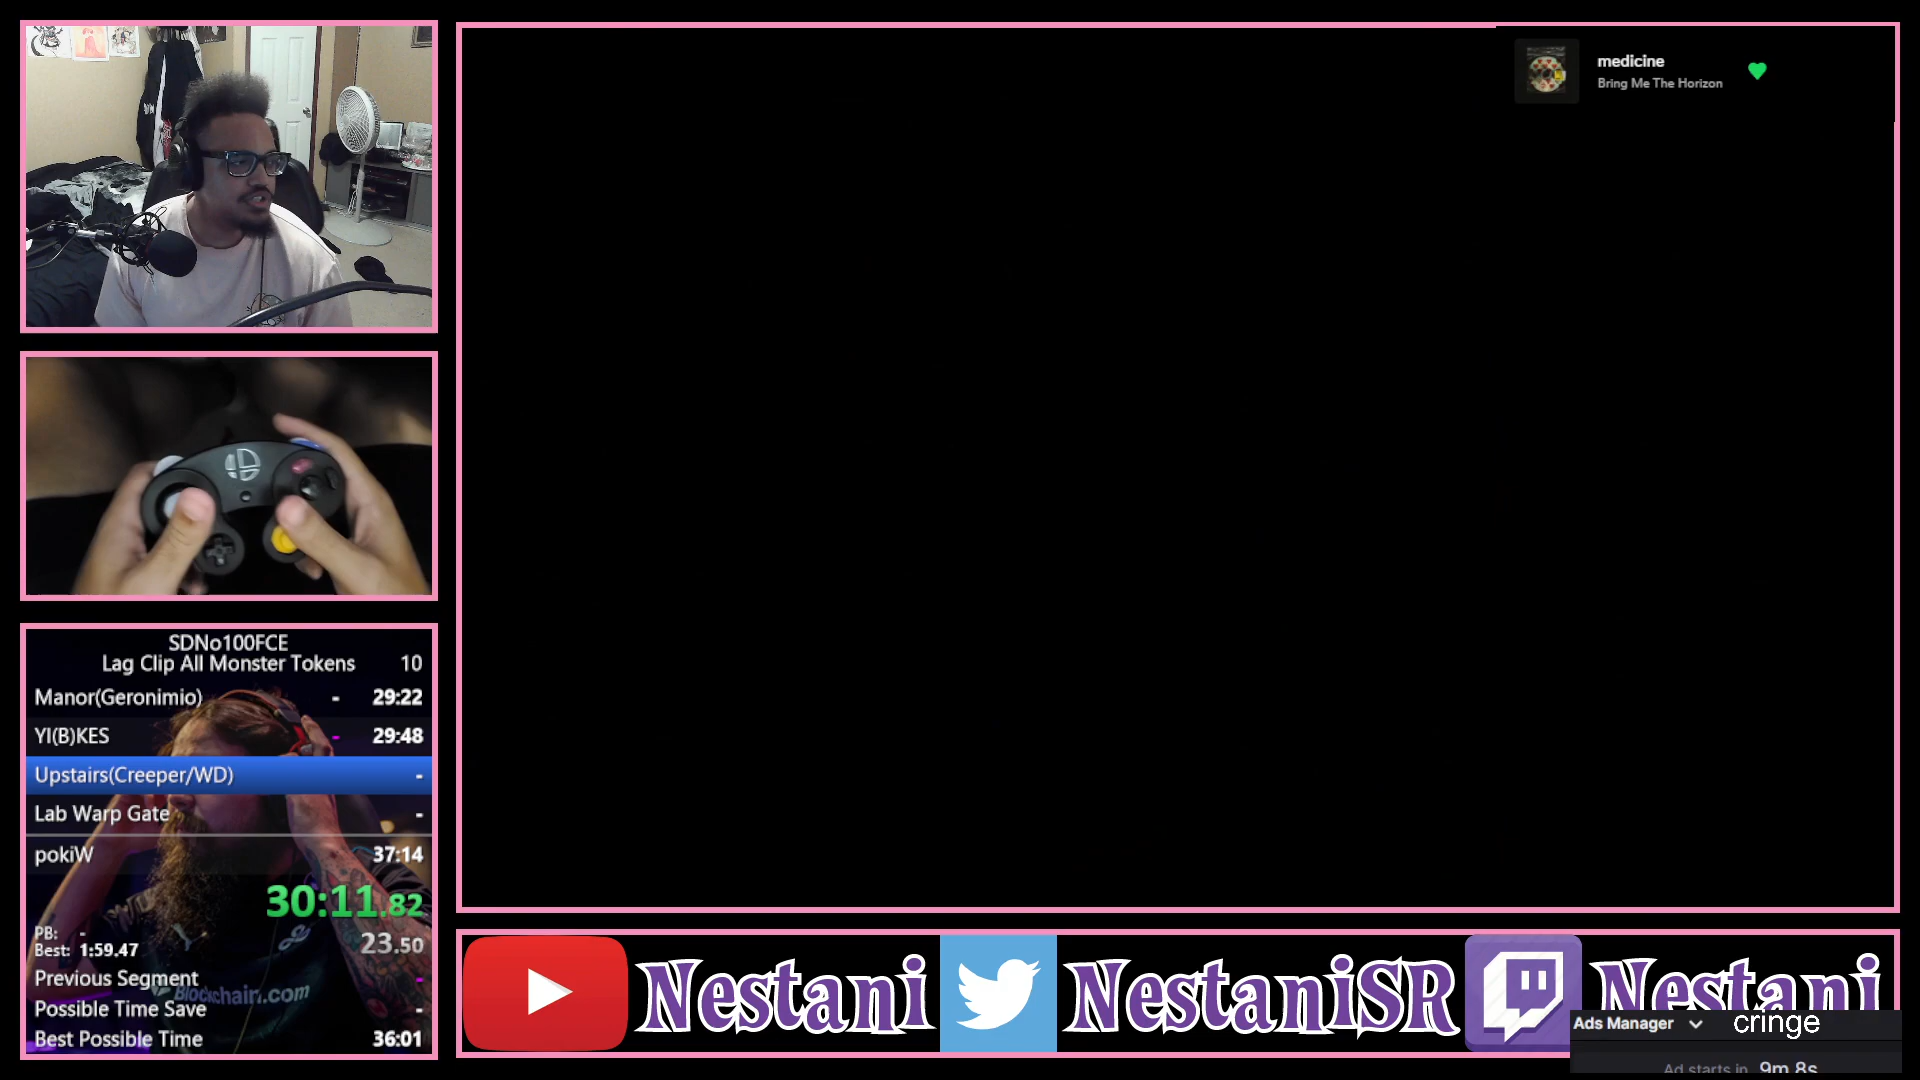 medicine
Bring Me The Horizon
SDNo100FCE
Lag Clip All Monster Tokens 10
Manor(Geronimio) - 29:22
YI(B)KES - 29:48
Upstairs(Creeper/WD) -
Lab Warp Gate -
pokiW 37:14
30:11.82
PB: -
Best: 1:59.47 23.50
Previous Segment -
Blockchain.com
Possible Time Save -
Best Possible Time 36:01
Nestani NestaniSR Nestani
Ads Manager cringe
Ad starts in 9m 8s